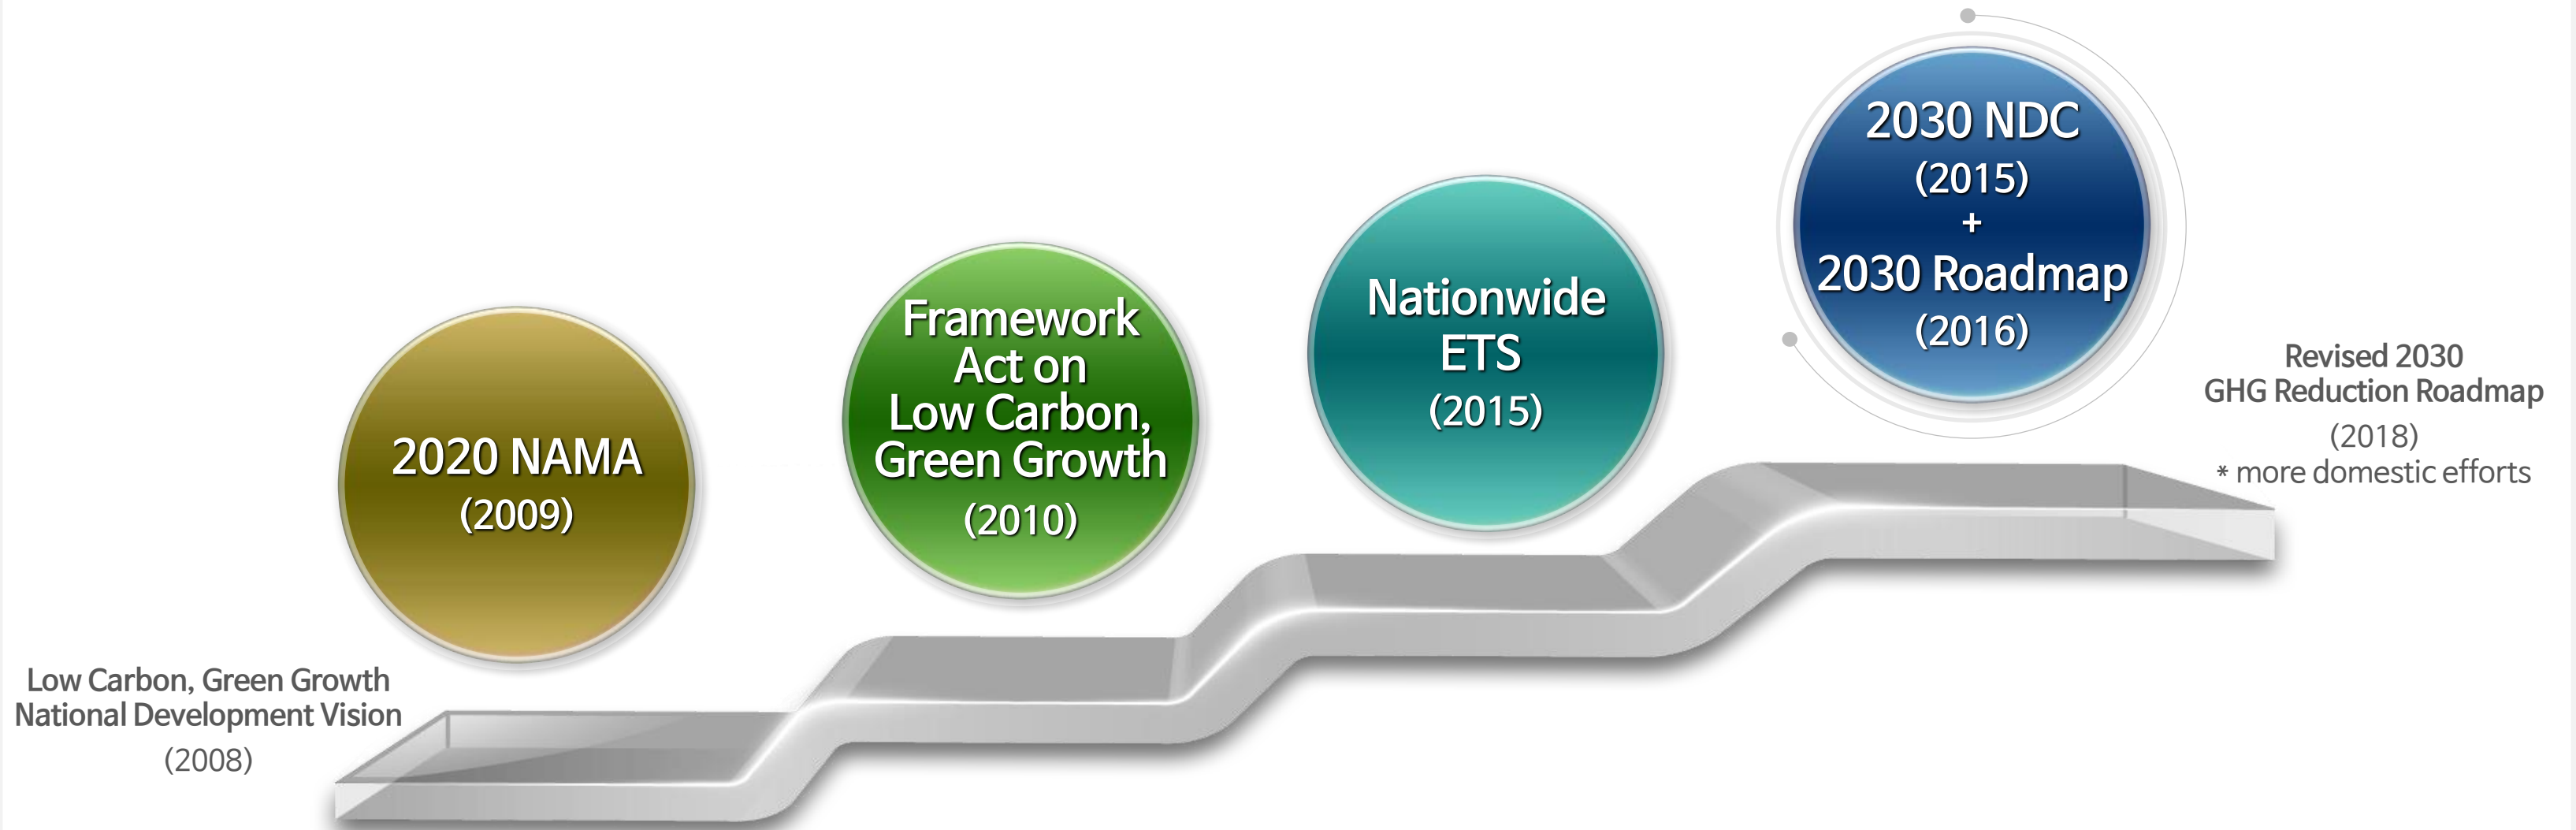 Low Carbon, Green Growth
National Development Vision
(2008)
2020 NAMA
(2009)
Framework
Act on
Low Carbon,
Green Growth
(2010)
Nationwide
ETS
(2015)
2030 NDC
(2015)
+
2030 Roadmap
(2016)
Revised 2030
GHG Reduction Roadmap
(2018)
* more domestic efforts